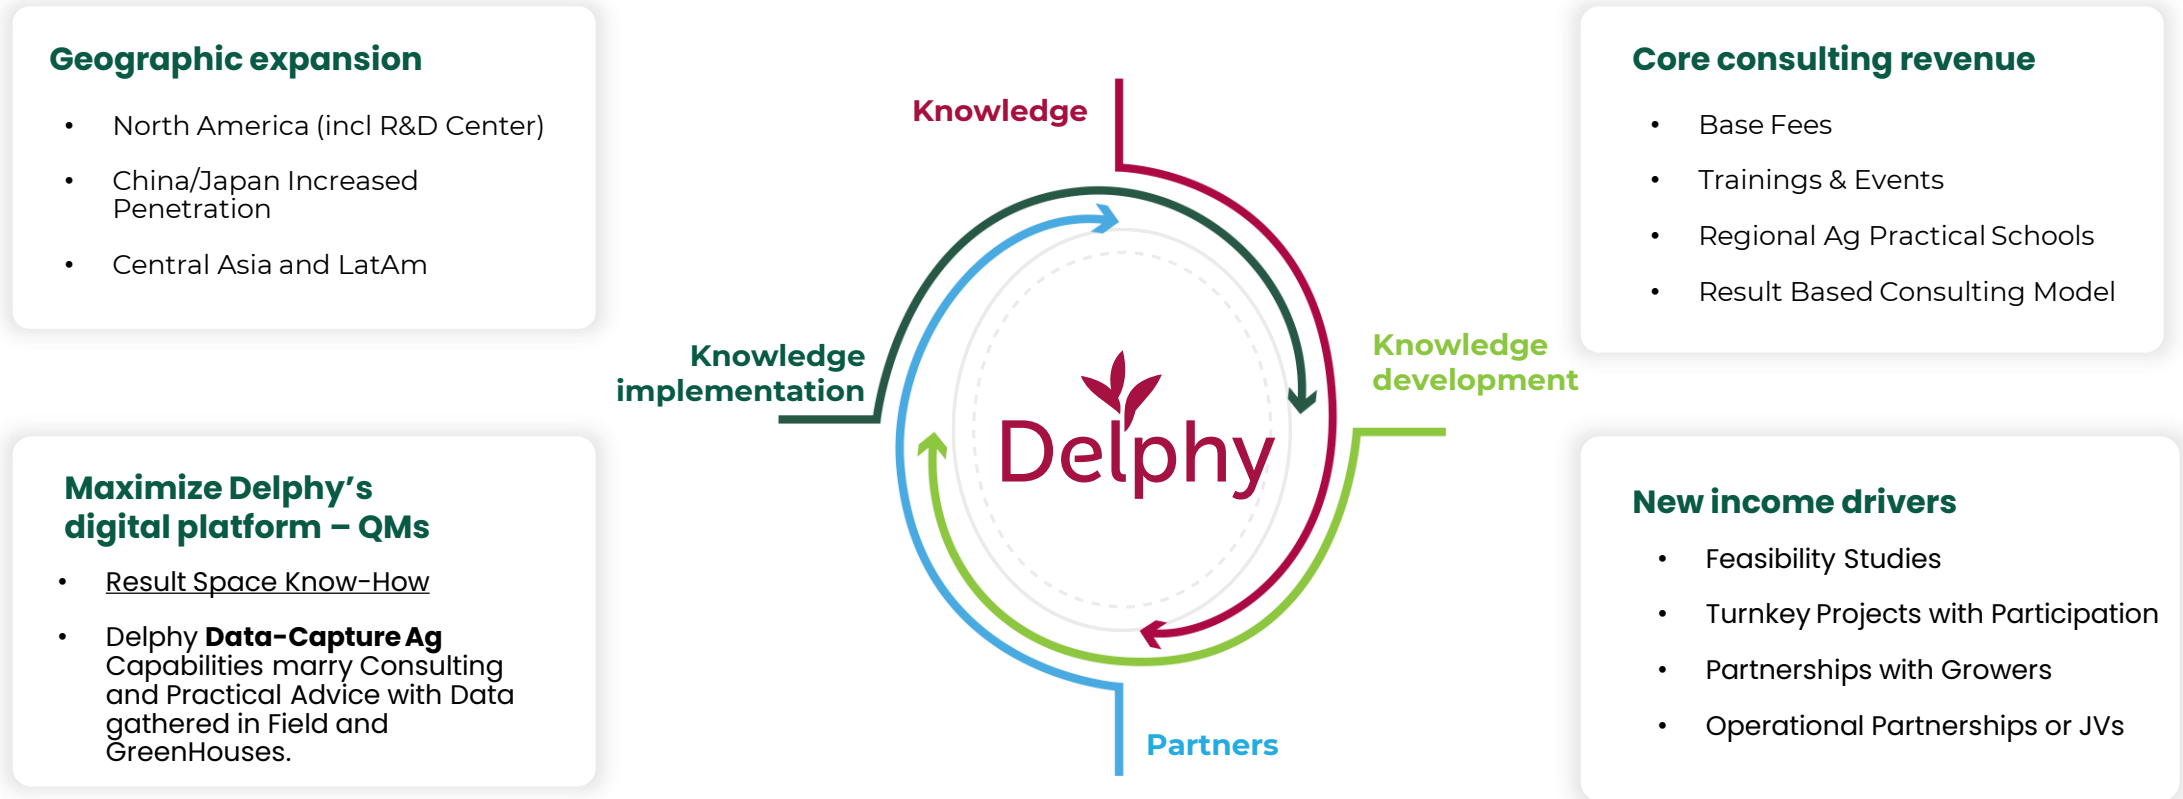 Geographic expansion
• North America (incl R&D Center)
• China/Japan Increased
Penetration
• Central Asia and LatAm
Maximize Delphy’s
digital platform – QMs
• Result Space Know-How
• Delphy Data-Capture Ag
Capabilities marry Consulting
and Practical Advice with Data
gathered in Field and
GreenHouses.
Knowledge
Knowledge
implementation
Knowledge
development
Delphy
Partners
Core consulting revenue
• Base Fees
• Trainings & Events
• Regional Ag Practical Schools
• Result Based Consulting Model
New income drivers
• Feasibility Studies
• Turnkey Projects with Participation
• Partnerships with Growers
• Operational Partnerships or JVs